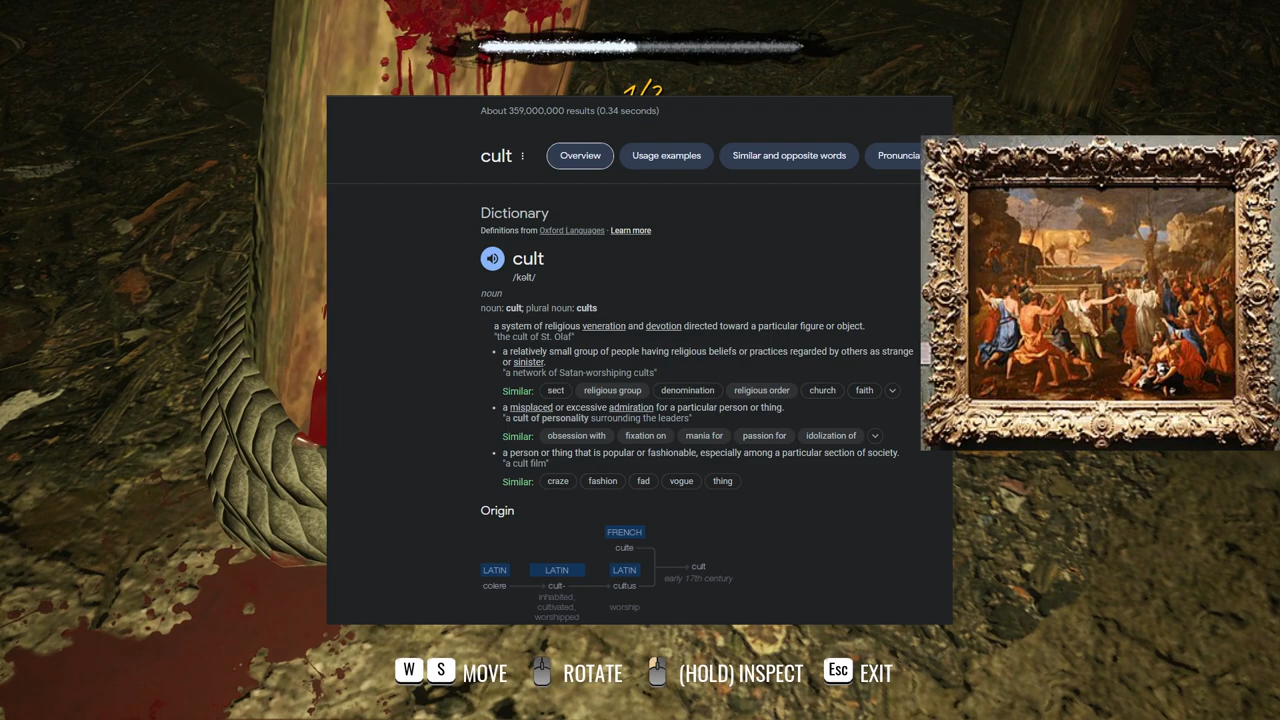 1/2
About 359,000,000 results (0.34 seconds)
cult
Overview
Usage examples
Similar and opposite words
Pronuncia
Dictionary
Definitions from Oxford Languages · Learn more
cult
/kəlt/
noun
noun: cult; plural noun: cults
a system of religious veneration and devotion directed toward a particular figure or object.
"the cult of St. Olaf"
• a relatively small group of people having religious beliefs or practices regarded by others as strange
or sinister.
"a network of Satan-worshiping cults"
Similar: sect religious group denomination religious order church faith
• a misplaced or excessive admiration for a particular person or thing.
"a cult of personality surrounding the leaders"
Similar: obsession with fixation on mania for passion for idolization of
• a person or thing that is popular or fashionable, especially among a particular section of society.
"a cult film"
Similar: craze fashion fad vogue thing
Origin
FRENCH
culte
LATIN LATIN LATIN
colere cult- cultus
cult
early 17th century
inhabited,
cultivated,
worshipped
worship
W S MOVE ROTATE (HOLD) INSPECT Esc EXIT